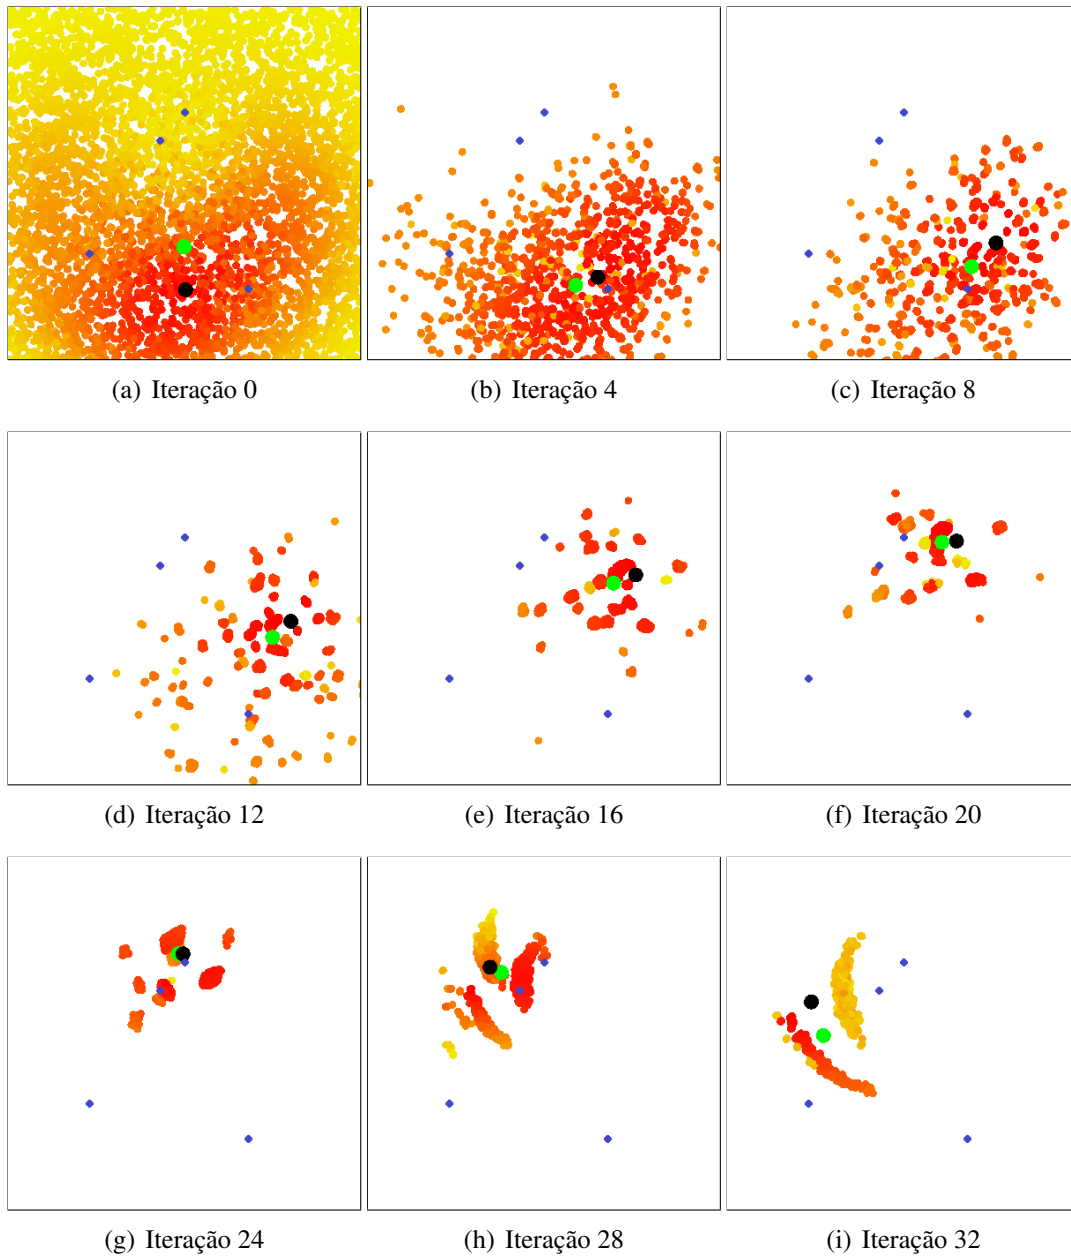 (a) Iteração 0
(b) Iteração 4
(c) Iteração 8
(d) Iteração 12
(e) Iteração 16
(f) Iteração 20
(g) Iteração 24
(h) Iteração 28
(i) Iteração 32